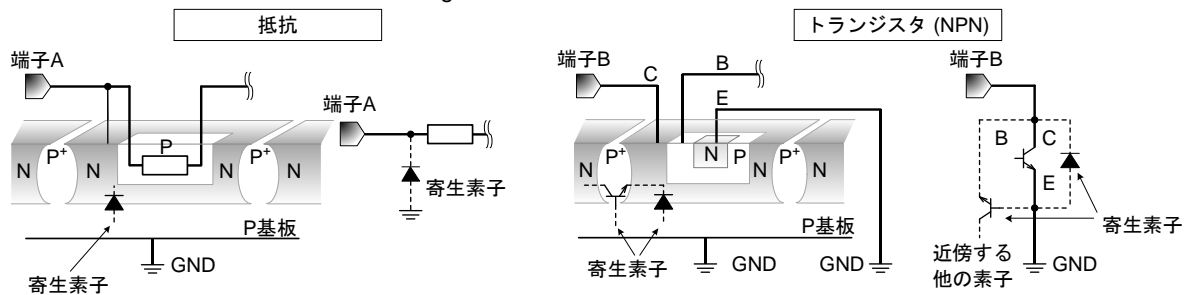 g
抵抗
トランジスタ (NPN)
端子A
端子A
N
P+
N
P
N
P+
N
寄生素子
P基板
GND
寄生素子
端子B
C
B
E
N
P+
N
N
P
N
P+
N
P基板
寄生素子
GND
GND
端子B
B
C
E
寄生素子
近傍する
他の素子
GND